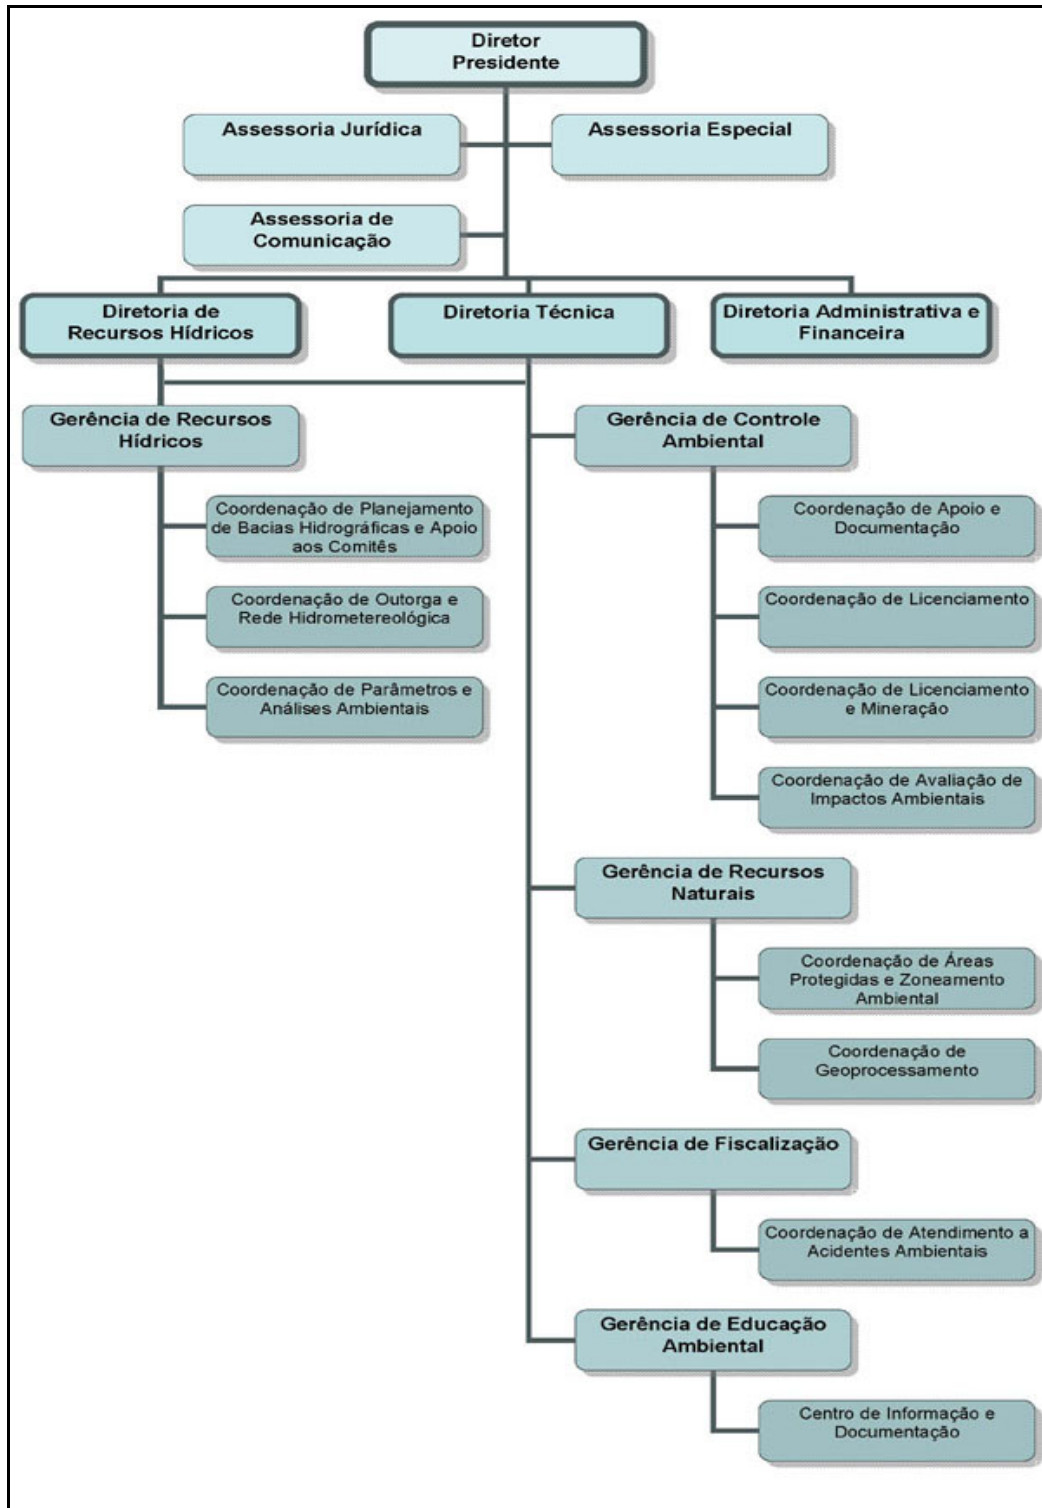 Diretor
Presidente
Assessoria Jurídica
Assessoria Especial
Assessoria de
Comunicação
Diretoria de
Recursos Hídricos
Diretoria Técnica
Diretoria Administrativa e
Financeira
Gerência de Recursos
Hídricos
Coordenação de Planejamento
de Bacias Hidrográficas e Apoio
aos Comitês
Coordenação de Outorga e
Rede Hidrometereológica
Coordenação de Parâmetros e
Análises Ambientais
Gerência de Controle
Ambiental
Coordenação de Apoio e
Documentação
Coordenação de Licenciamento
Coordenação de Licenciamento
e Mineração
Coordenação de Avaliação de
Impactos Ambientais
Gerência de Recursos
Naturais
Coordenação de Áreas
Protegidas e Zoneamento
Ambiental
Coordenação de
Geoprocessamento
Gerência de Fiscalização
Coordenação de Atendimento a
Acidentes Ambientais
Gerência de Educação
Ambiental
Centro de Informação e
Documentação